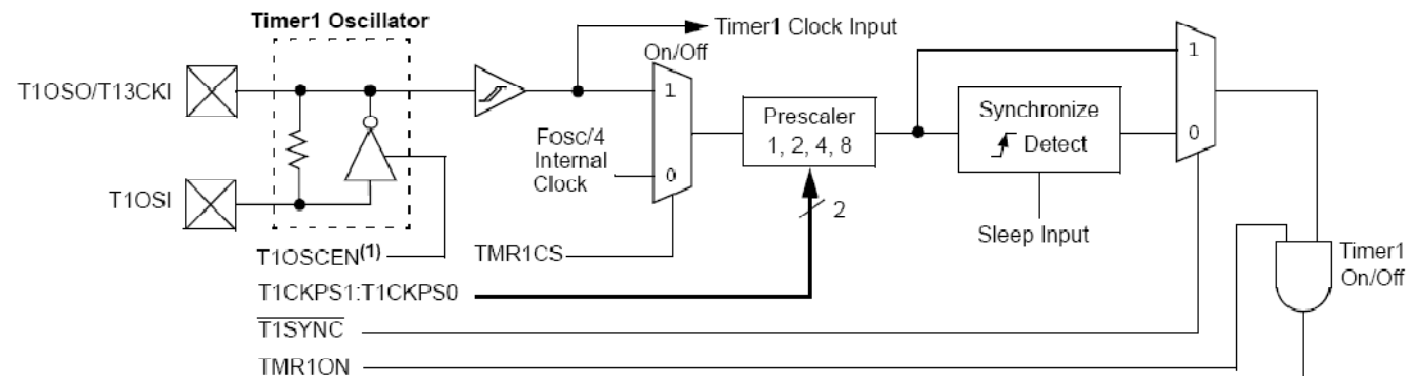 Timer1 Oscillator
Timer1 Clock Input
On/Off
T1OSO/T13CKI
1
1
Prescaler
1, 2, 4, 8
Synchronize
Detect
Fosc/4
Internal
Clock
0
0
T1OSI
2
Sleep Input
T1OSCEN(1)
TMR1CS
Timer1
On/Off
T1CKPS1:T1CKPS0
T1SYNC
TMR1ON